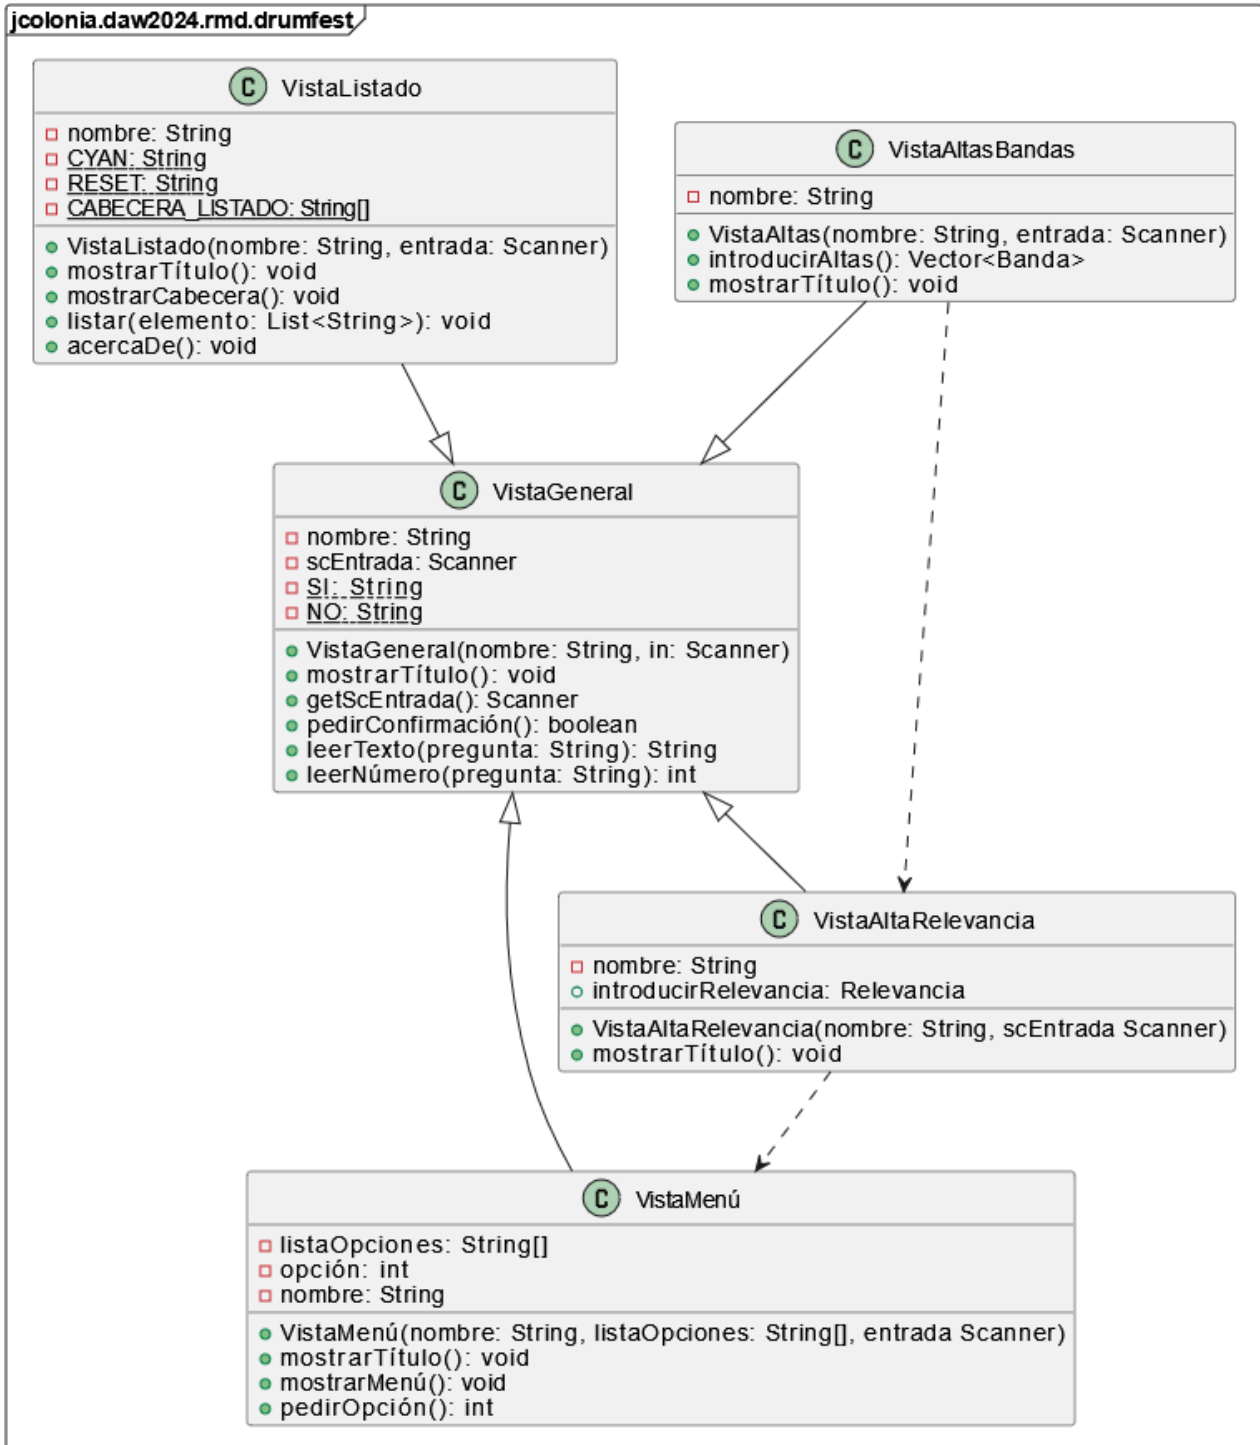 jcolonia.daw2024.rmd.drumfest
C VistaListado
nombre: String
CYAN: String
RESET: String
CABECERA_LISTADO: String[]
VistaListado(nombre: String, entrada: Scanner)
mostrarTítulo(): void
mostrarCabecera(): void
listar(elemento: List<String>): void
acercaDe(): void
C VistaAltasBandas
nombre: String
VistaAltas(nombre: String, entrada: Scanner)
introducirAltas(): Vector<Banda>
mostrarTítulo(): void
C VistaGeneral
nombre: String
scEntrada: Scanner
SI: String
NO: String
VistaGeneral(nombre: String, in: Scanner)
mostrarTítulo(): void
getScEntrada(): Scanner
pedirConfirmación(): boolean
leerTexto(pregunta: String): String
leerNúmero(pregunta: String): int
C VistaAltaRelevancia
nombre: String
introducirRelevancia: Relevancia
VistaAltaRelevancia(nombre: String, scEntrada Scanner)
mostrarTítulo(): void
C VistaMenú
listaOpciones: String[]
opción: int
nombre: String
VistaMenú(nombre: String, listaOpciones: String[], entrada Scanner)
mostrarTítulo(): void
mostrarMenú(): void
pedirOpción(): int